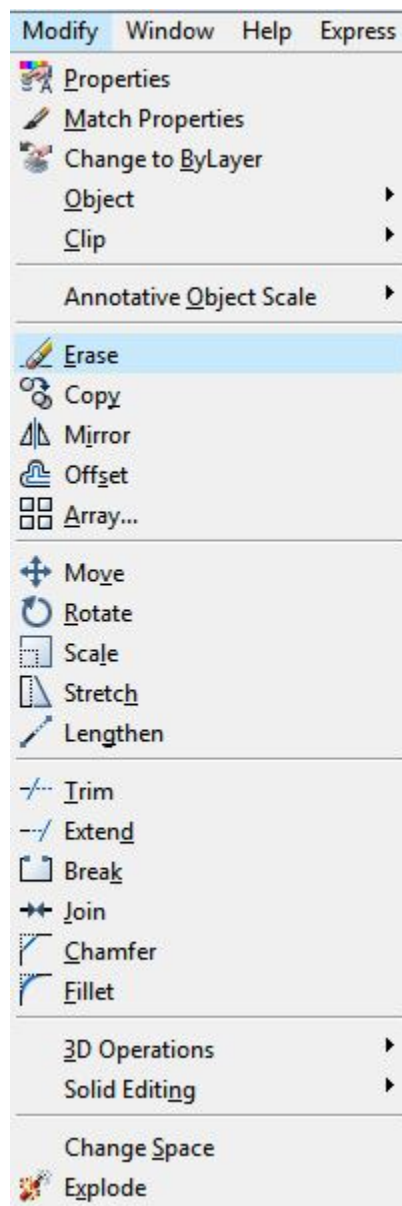 Modify Window Help Express
Properties
Match Properties
Change to ByLayer
Object
Clip
Annotative Object Scale
Erase
Copy
Mirror
Offset
Array...
Move
Rotate
Scale
Stretch
Lengthen
Trim
Extend
Break
Join
Chamfer
Fillet
3D Operations
Solid Editing
Change Space
Explode